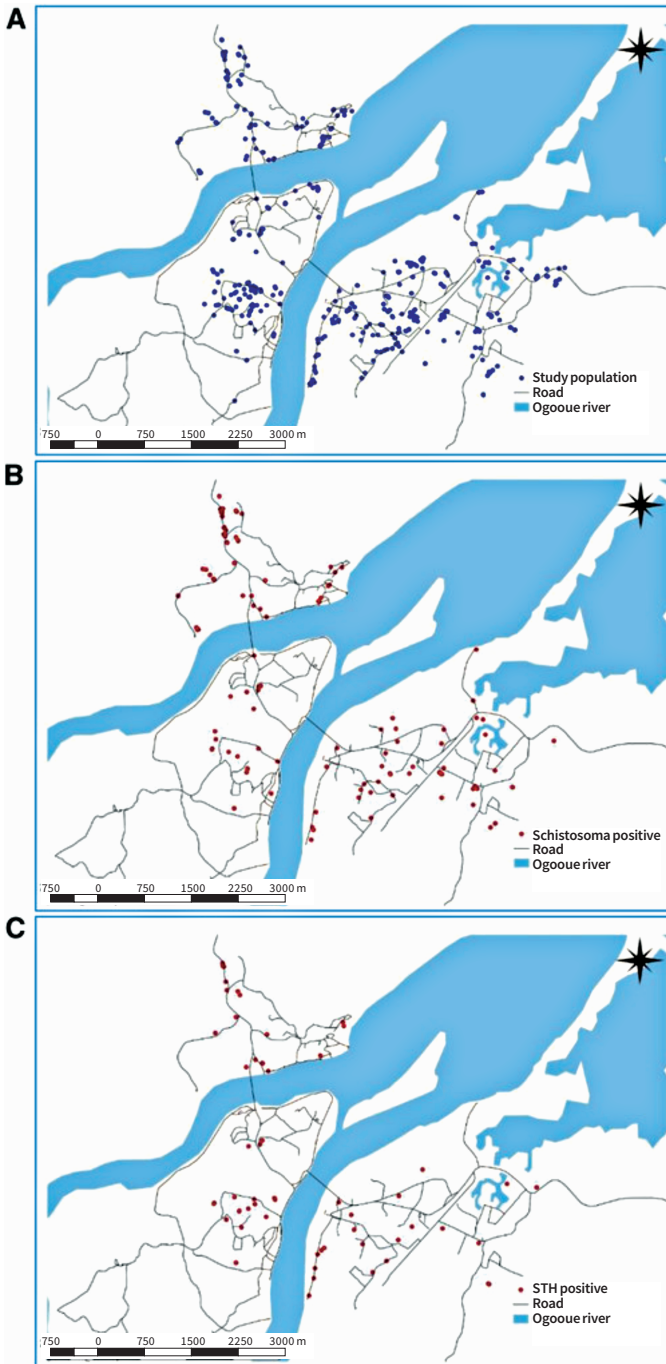 A
Study population
Road
Ogooue river
750 0 750 1500 2250 3000 m
B
Schistosoma positive
Road
Ogooue river
750 0 750 1500 2250 3000 m
C
STH positive
Road
Ogooue river
750 0 750 1500 2250 3000 m